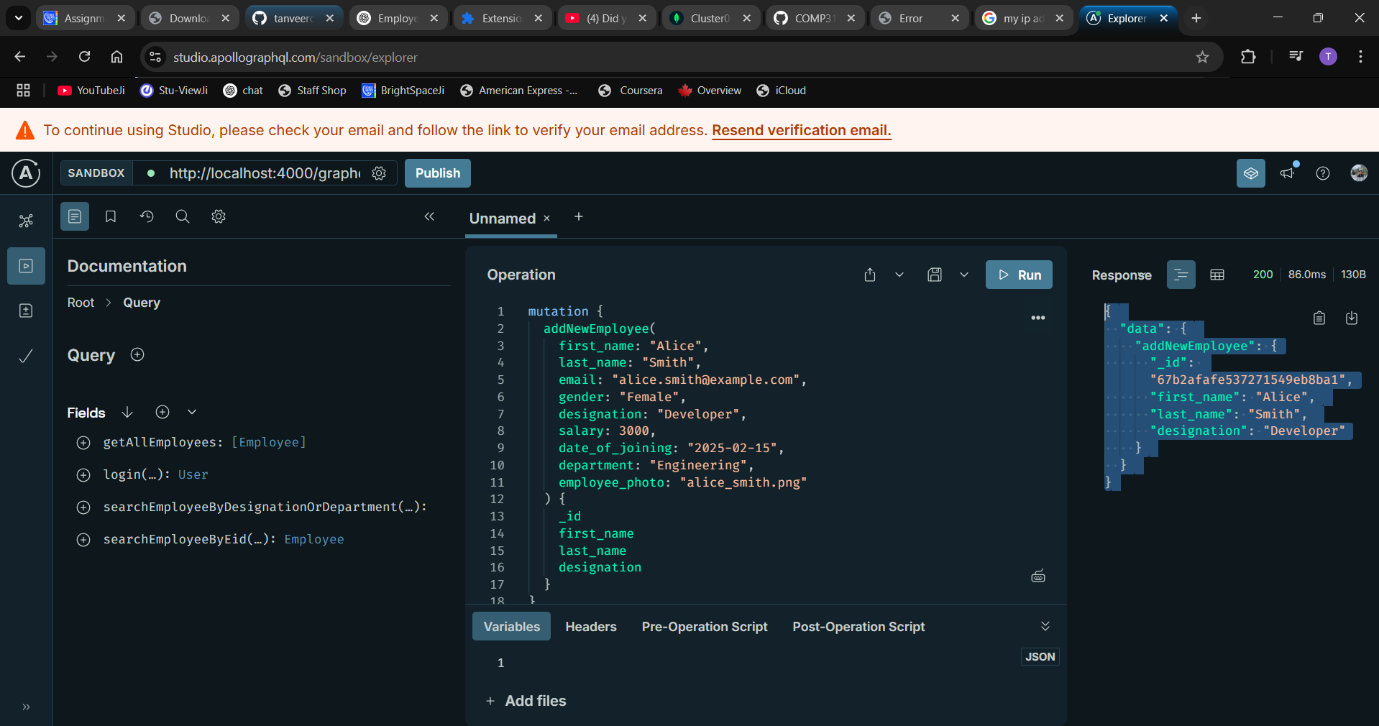 Assignm
Downloa
tanveerc
Employe
Extensio
(4) Did y
Cluster0
COMP31
Error
my ip ad
Explorer
studio.apollographql.com/sandbox/explorer
T
YouTubeJi
Stu-ViewJi
chat
Staff Shop
BrightSpaceJi
American Express -...
Coursera
Overview
iCloud
To continue using Studio, please check your email and follow the link to verify your email address. Resend verification email.
A
SANDBOX
http://localhost:4000/graph
Publish
Unnamed
Documentation
Root > Query
Query
Fields
getAllEmployees: [Employee]
login(…): User
searchEmployeeByDesignationOrDepartment(…):
searchEmployeeByEid(…): Employee
Operation
Run
1 mutation {
2 addNewEmployee(
3 first_name: "Alice",
4 last_name: "Smith",
5 email: "alice.smith@example.com",
6 gender: "Female",
7 designation: "Developer",
8 salary: 3000,
9 date_of_joining: "2025-02-15",
10 department: "Engineering",
11 employee_photo: "alice_smith.png"
12 ) {
13 _id
14 first_name
15 last_name
16 designation
17 }
18 }
Variables
Headers
Pre-Operation Script
Post-Operation Script
1
JSON
+ Add files
Response
200
86.0ms
130B
{
"data": {
"addNewEmployee": {
"_id":
"67b2afafe537271549eb8ba1",
"first_name": "Alice",
"last_name": "Smith",
"designation": "Developer"
}
}
}